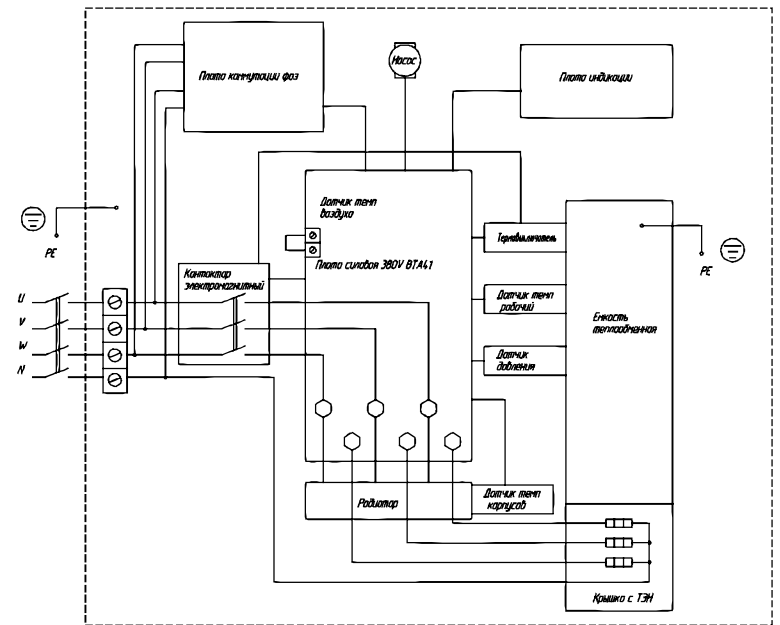 Плата коммутации фаз
Насос
Плата индикации
Датчик темп
воздуха
Плата силовая 380V BTA41
Термовыключатель
PE
PE
Контактор
электромагнитный
Датчик темп
рабочий
Емкость
теплообменная
U
V
W
N
Датчик
давления
Радиатор
Датчик темп
корпусов
Крышка с ТЭН